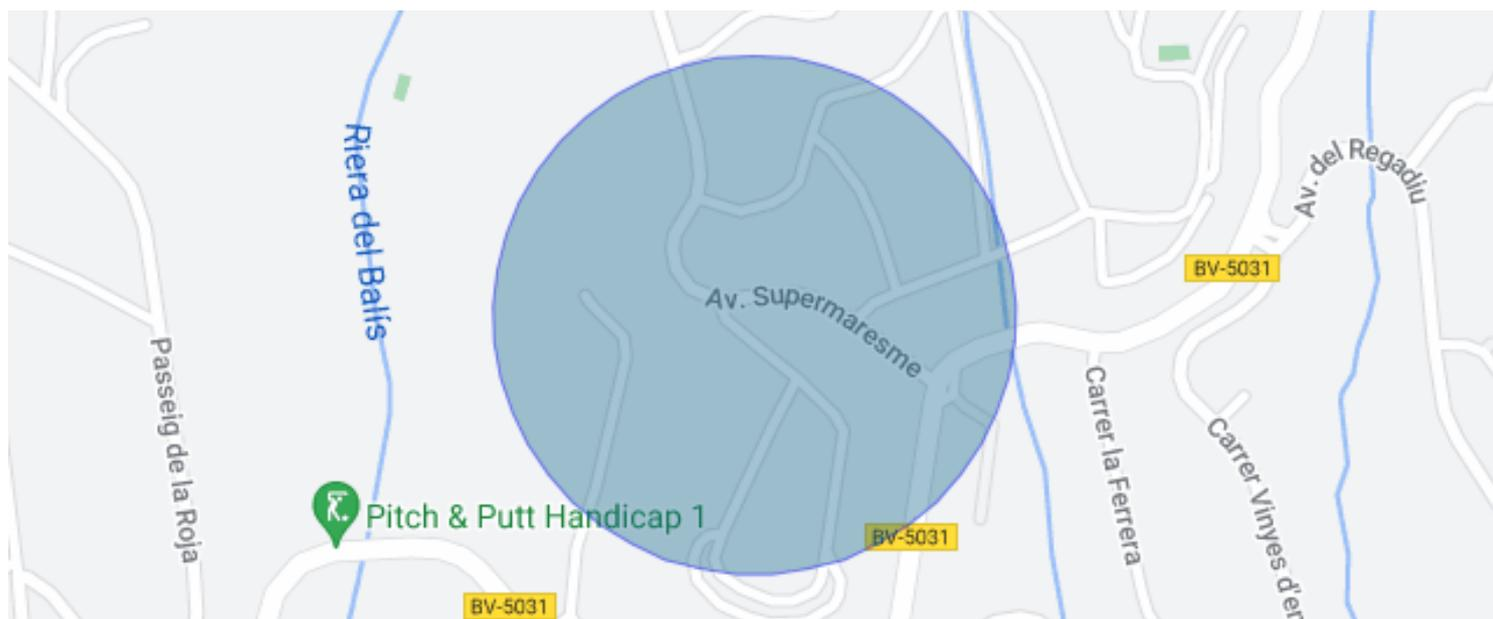 Riera del Balís
Av. del Regadiu
BV-5031
Av. Supermaresme
Passeig de la Roja
Carrer la Ferrera
Carrer Vinyes d'en
Pitch & Putt Handicap 1
BV-5031
BV-5031